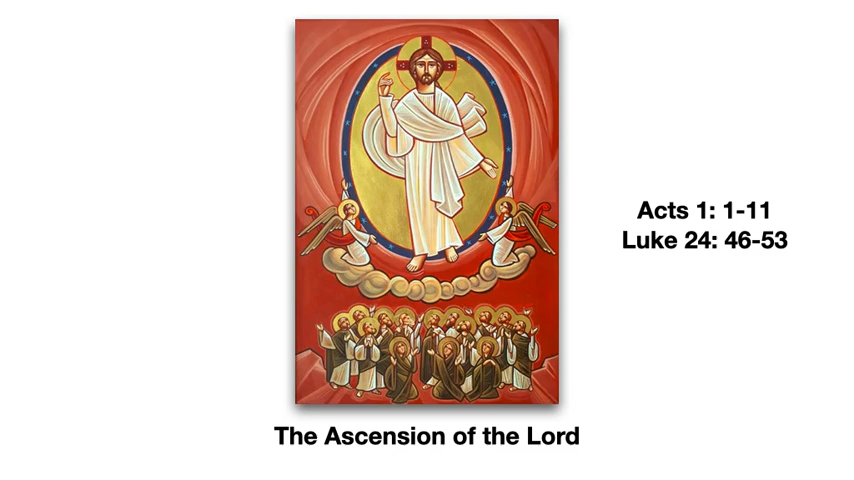 Acts 1: 1-11
Luke 24: 46-53
The Ascension of the Lord